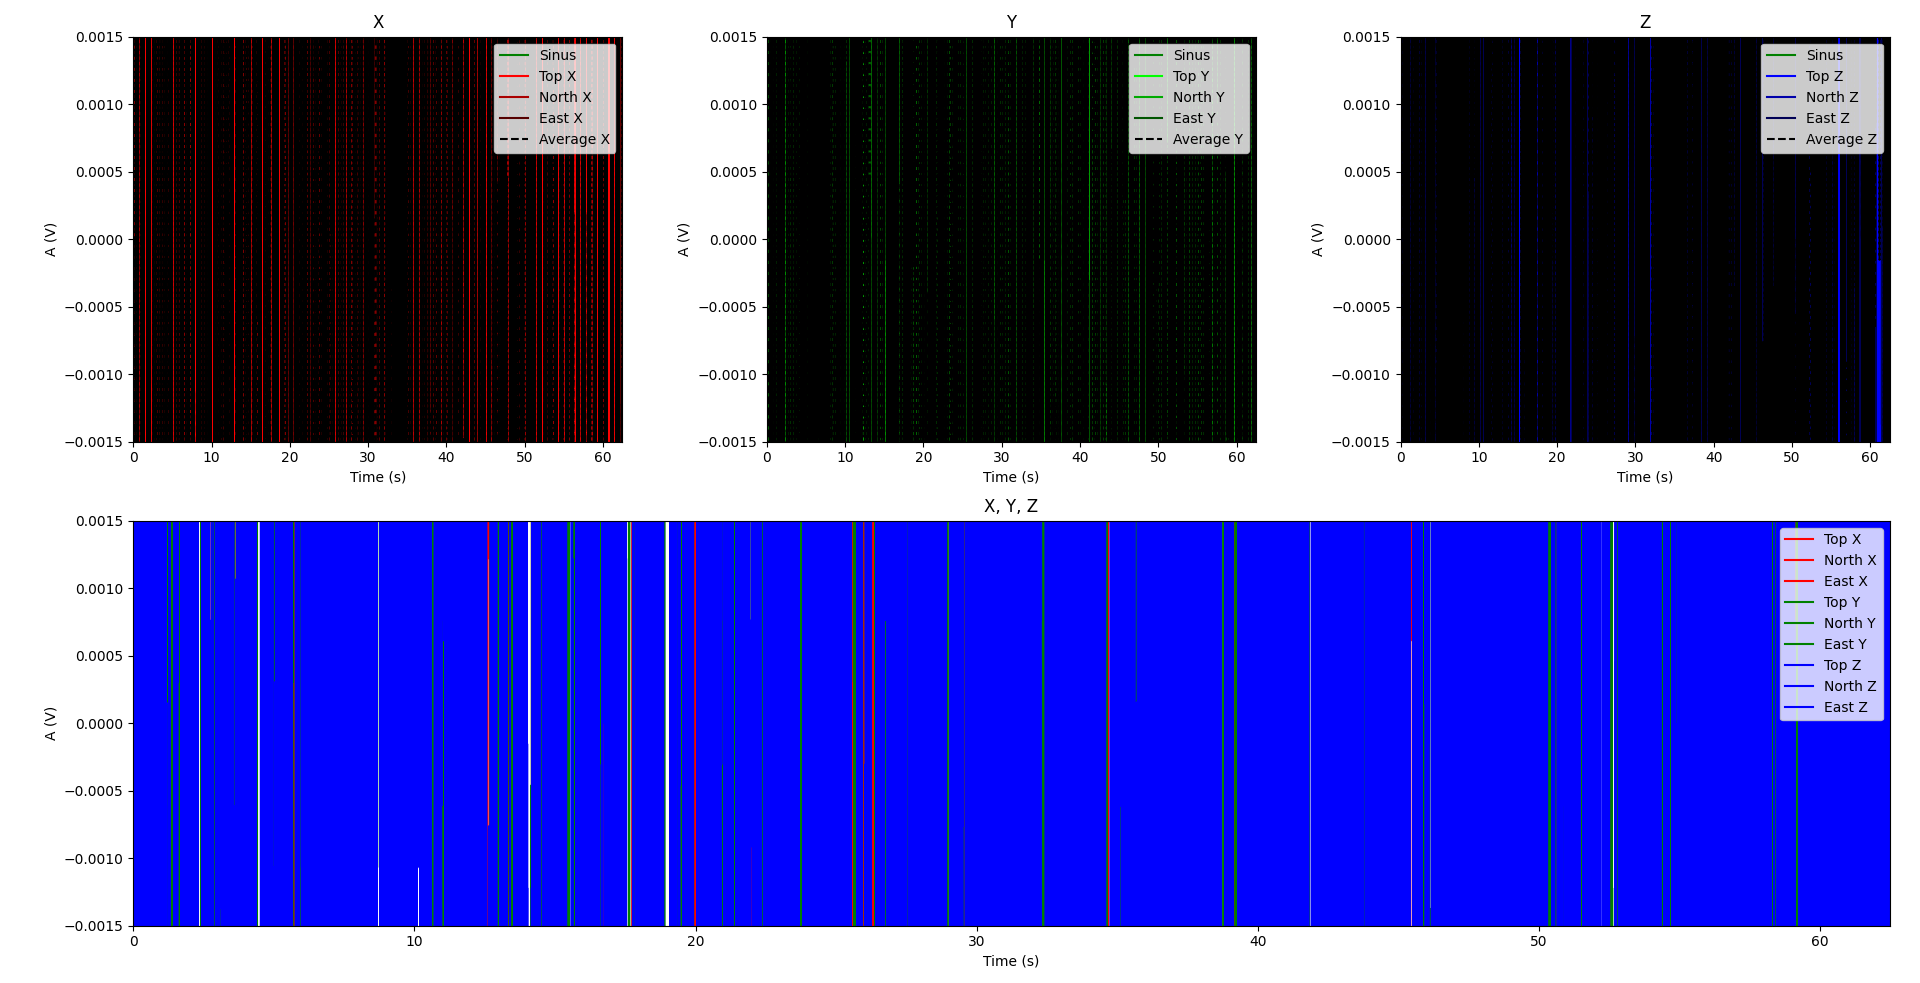 X
Y
Z
0.0015
0.0010
0.0005
0.0000
−0.0005
−0.0010
−0.0015
A (V)
0 10 20 30 40 50 60
Time (s)
Sinus
Top X
North X
East X
Average X
0.0015
0.0010
0.0005
0.0000
−0.0005
−0.0010
−0.0015
A (V)
0 10 20 30 40 50 60
Time (s)
Sinus
Top Y
North Y
East Y
Average Y
0.0015
0.0010
0.0005
0.0000
−0.0005
−0.0010
−0.0015
A (V)
0 10 20 30 40 50 60
Time (s)
Sinus
Top Z
North Z
East Z
Average Z
X, Y, Z
0.0015
0.0010
0.0005
0.0000
−0.0005
−0.0010
−0.0015
A (V)
0 10 20 30 40 50 60
Time (s)
Top X
North X
East X
Top Y
North Y
East Y
Top Z
North Z
East Z